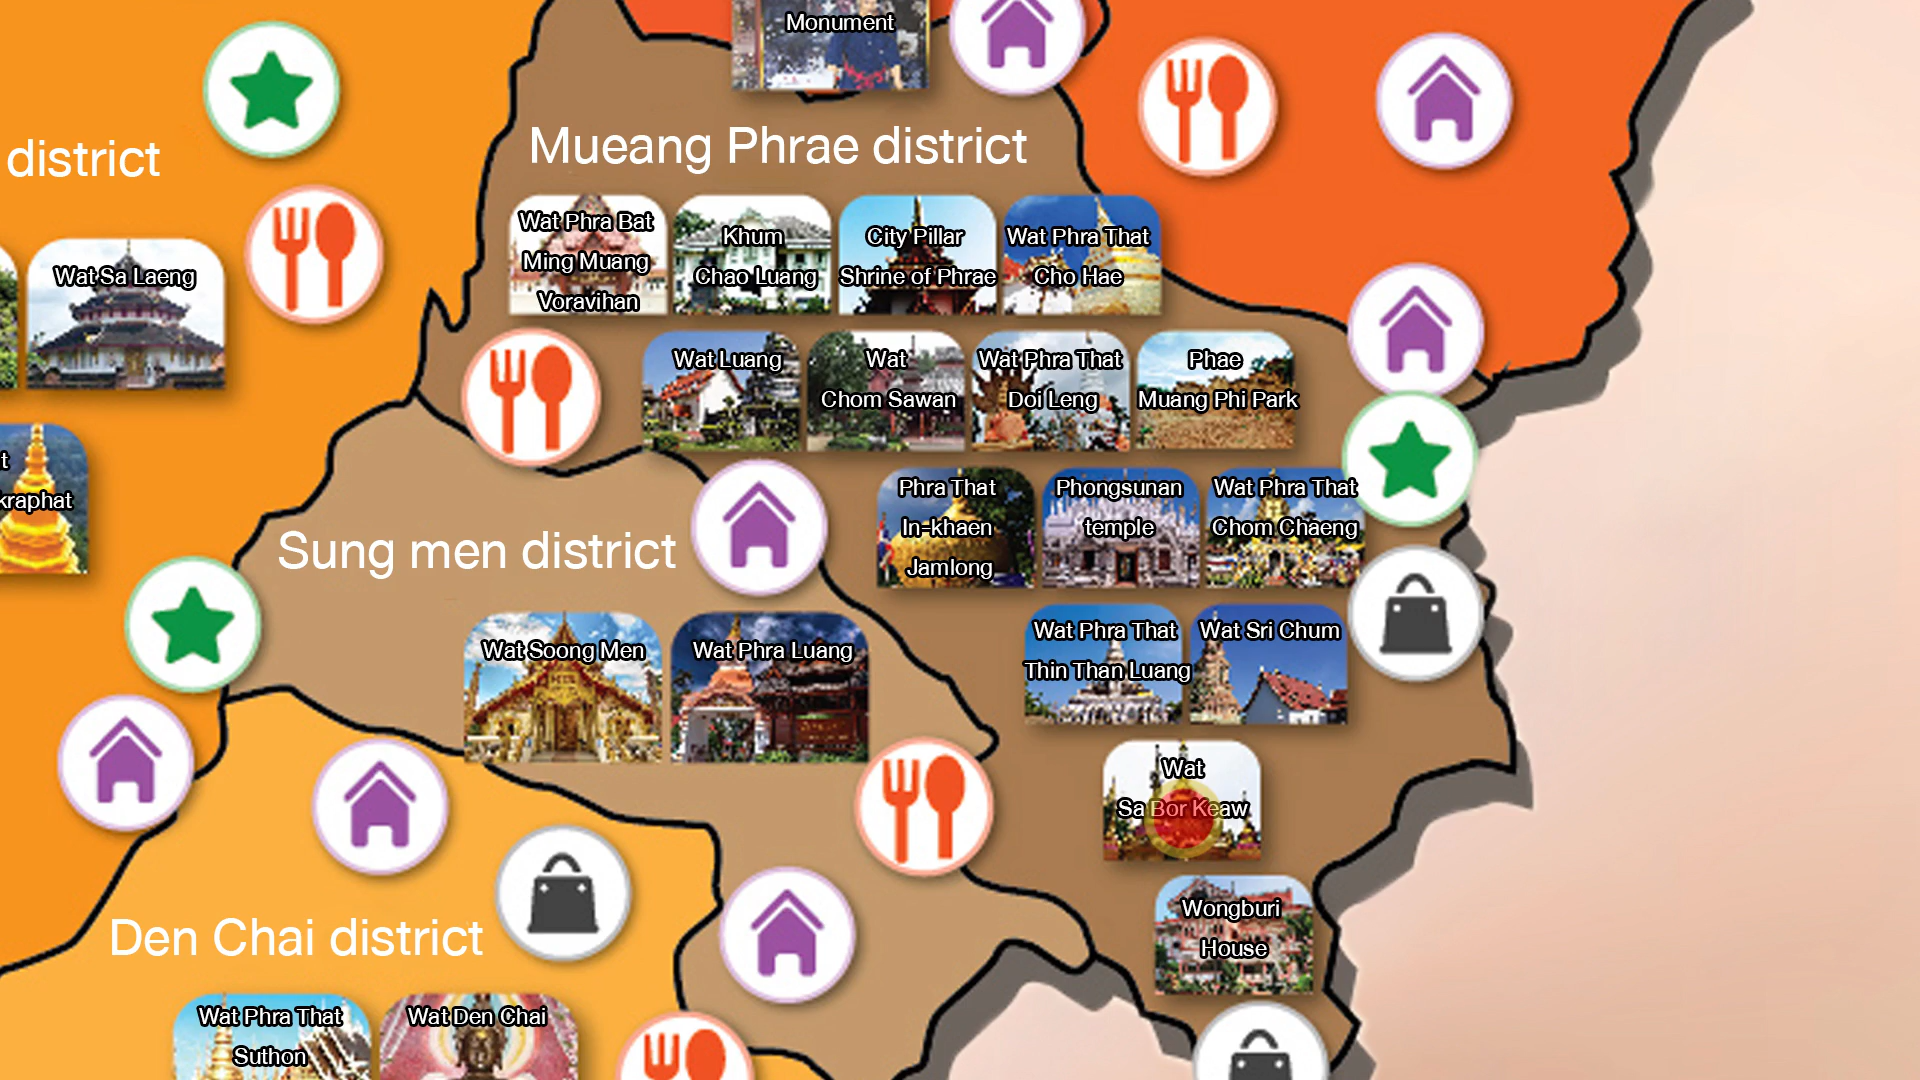 Monument
Mueang Phrae district
district
Wat Phra Bat
Ming Muang
Voravihan
Khum
Chao Luang
City Pillar
Shrine of Phrae
Wat Phra That
Cho Hae
Wat Sa Laeng
Wat Luang
Wat
Chom Sawan
Wat Phra That
Doi Leng
Phae
Muang Phi Park
t
kraphat
Phra That
In-khaen
Jamlong
Phongsunan
temple
Wat Phra That
Chom Chaeng
Sung men district
Wat Soong Men
Wat Phra Luang
Wat Phra That
Thin Than Luang
Wat Sri Chum
Wat
Sa Bor Keaw
Wongburi
House
Den Chai district
Wat Phra That
Suthon
Wat Den Chai